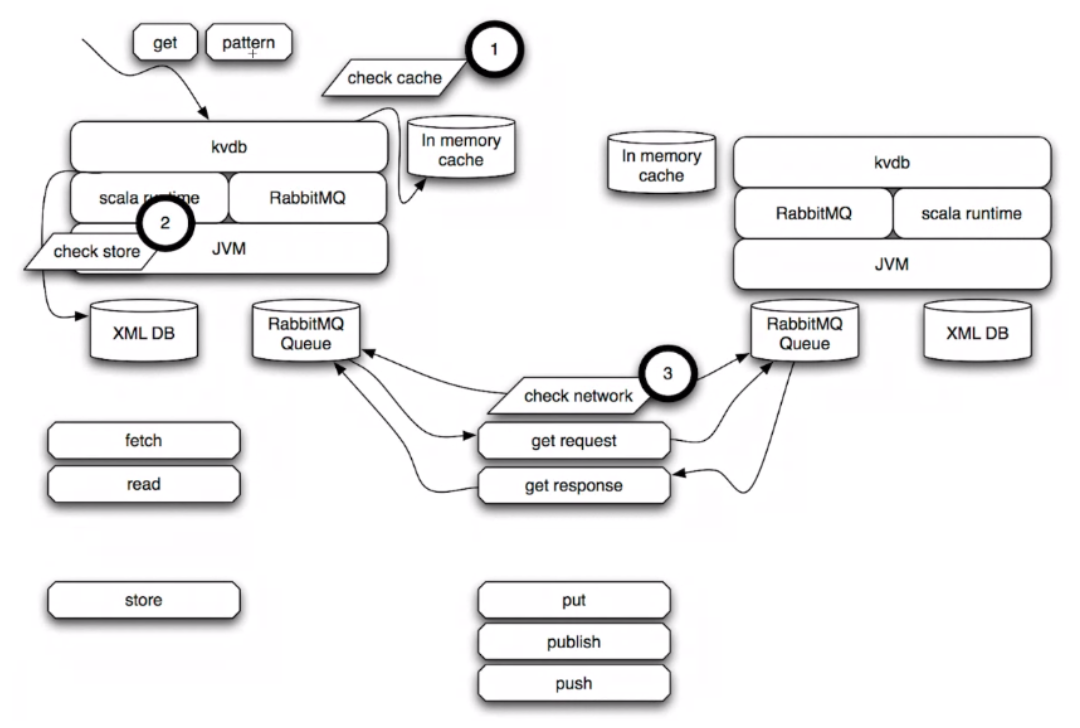 get
pattern
1
check cache
In memory
cache
kvdb
scala runtime
RabbitMQ
2
check store
JVM
XML DB
RabbitMQ
Queue
In memory
cache
kvdb
RabbitMQ
scala runtime
JVM
RabbitMQ
Queue
XML DB
3
check network
get request
get response
fetch
read
store
put
publish
push